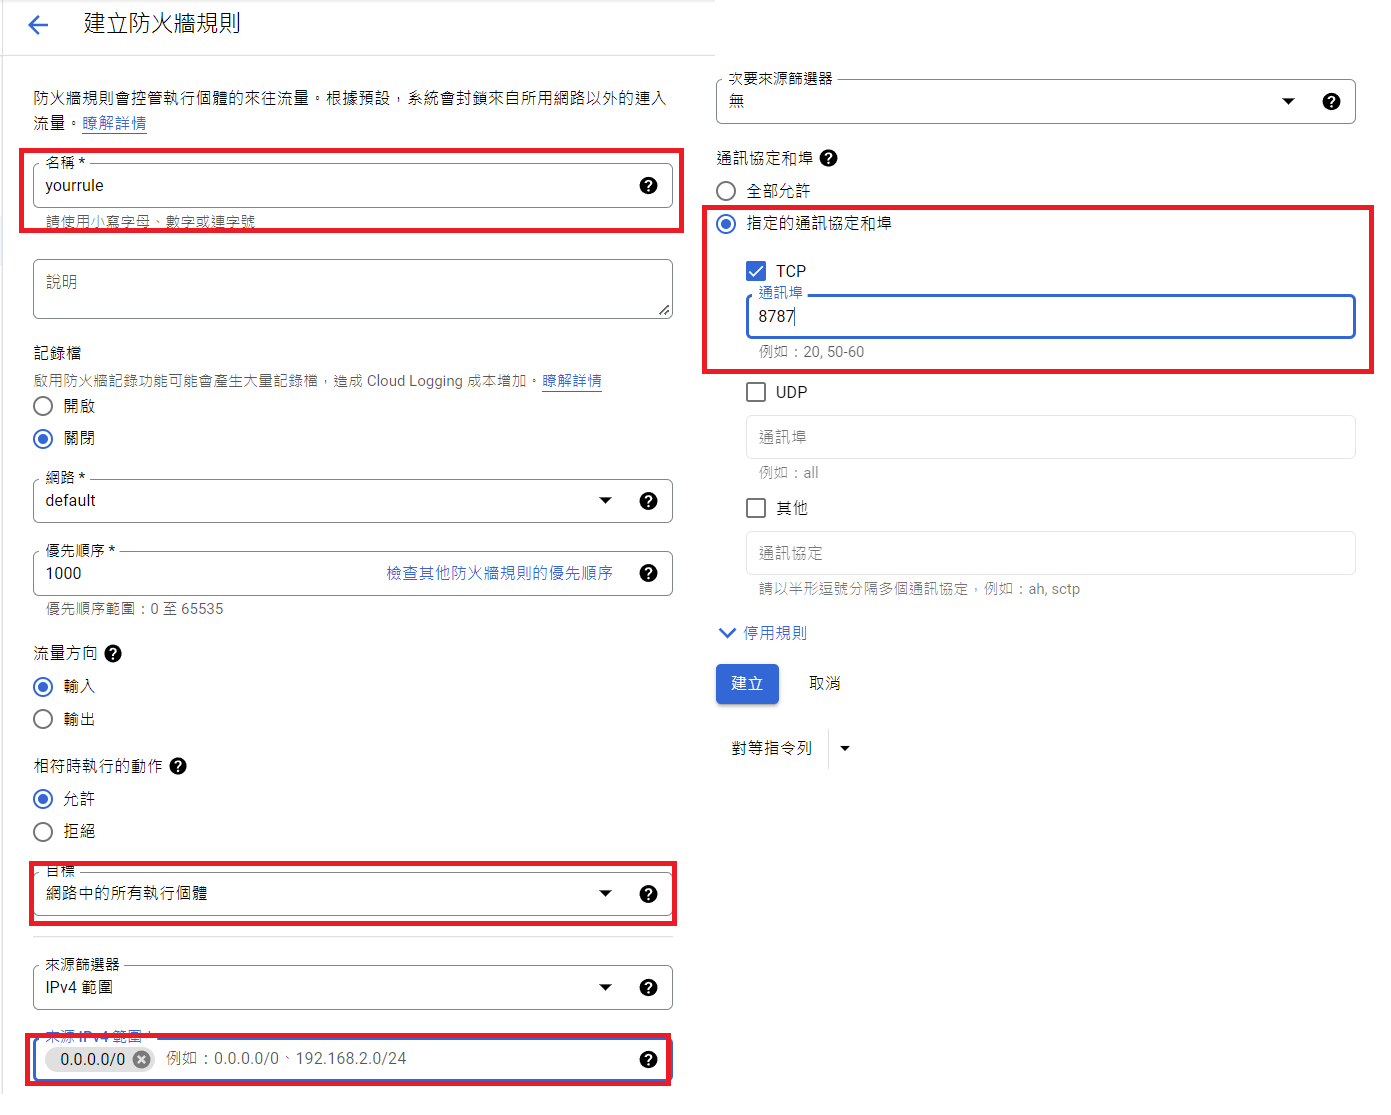 建立防火牆規則
防火牆規則會控管執行個體的來往流量。根據預設，系統會封鎖來自所用網路以外的連入
流量。瞭解詳情
名稱 *
yourrule
請使用小寫字母、數字或連字號
說明
記錄檔
啟用防火牆記錄功能可能會產生大量記錄檔，造成 Cloud Logging 成本增加。瞭解詳情
開啟
關閉
網路 *
default
優先順序 *
1000
檢查其他防火牆規則的優先順序
優先順序範圍：0 至 65535
流量方向
輸入
輸出
相符時執行的動作
允許
拒絕
目標
網路中的所有執行個體
來源篩選器
IPv4 範圍
來源 IPv4 範圍 *
0.0.0.0/0 例如：0.0.0.0/0、192.168.2.0/24
次要來源篩選器
無
通訊協定和埠
全部允許
指定的通訊協定和埠
TCP
通訊埠
8787
例如：20, 50-60
UDP
通訊埠
例如：all
其他
通訊協定
請以半形逗號分隔多個通訊協定，例如：ah, sctp
停用規則
建立
取消
對等指令列